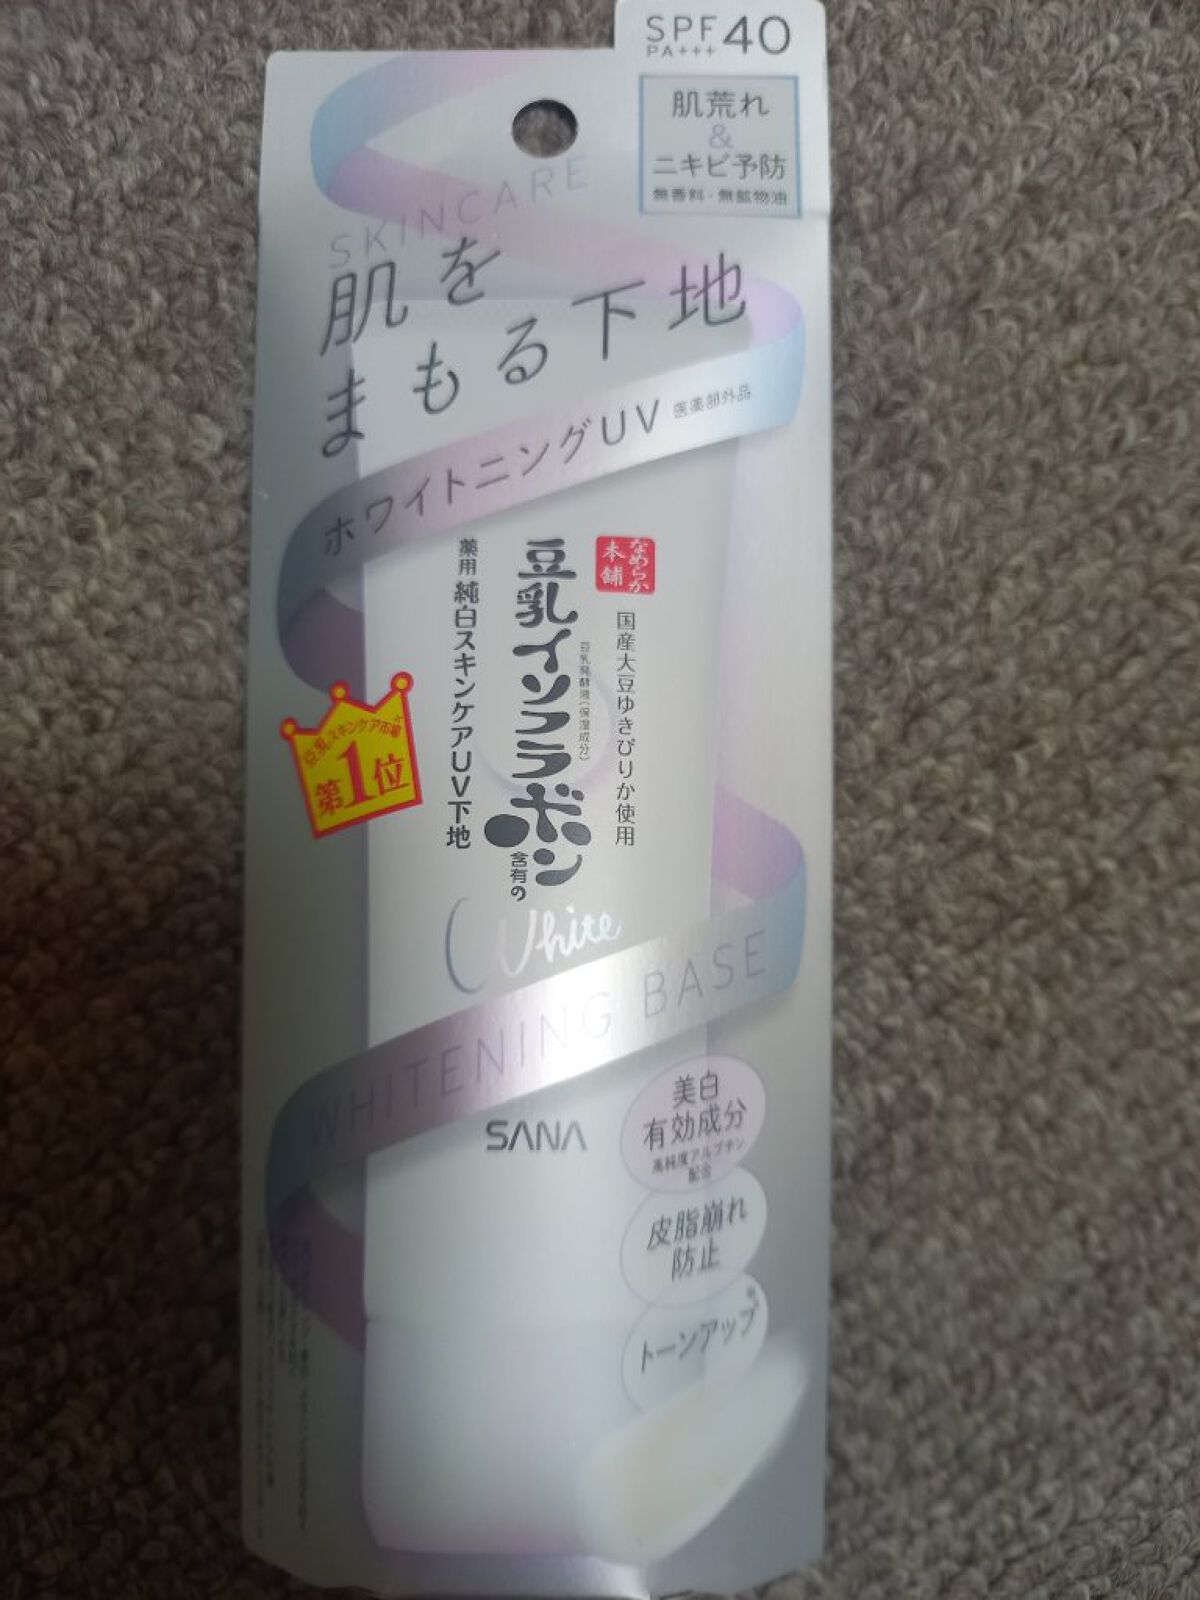 SPF40
PA+++
肌荒れ
&
ニキビ予防
無香料・無鉱物油
SKINCARE
肌を
まもる下地
ホワイトニングUV 医薬部外品
なめらか
本舗
国産大豆ゆきぴりか使用
豆乳発酵液(保湿成分)
豆乳イソフラボン
含有の
薬用 純白スキンケアUV下地
豆乳スキンケア市場※
第1位
White
WHITENING BASE
SANA
美白
有効成分
高純度アルブチン
配合
皮脂崩れ
防止
トーンアップ※